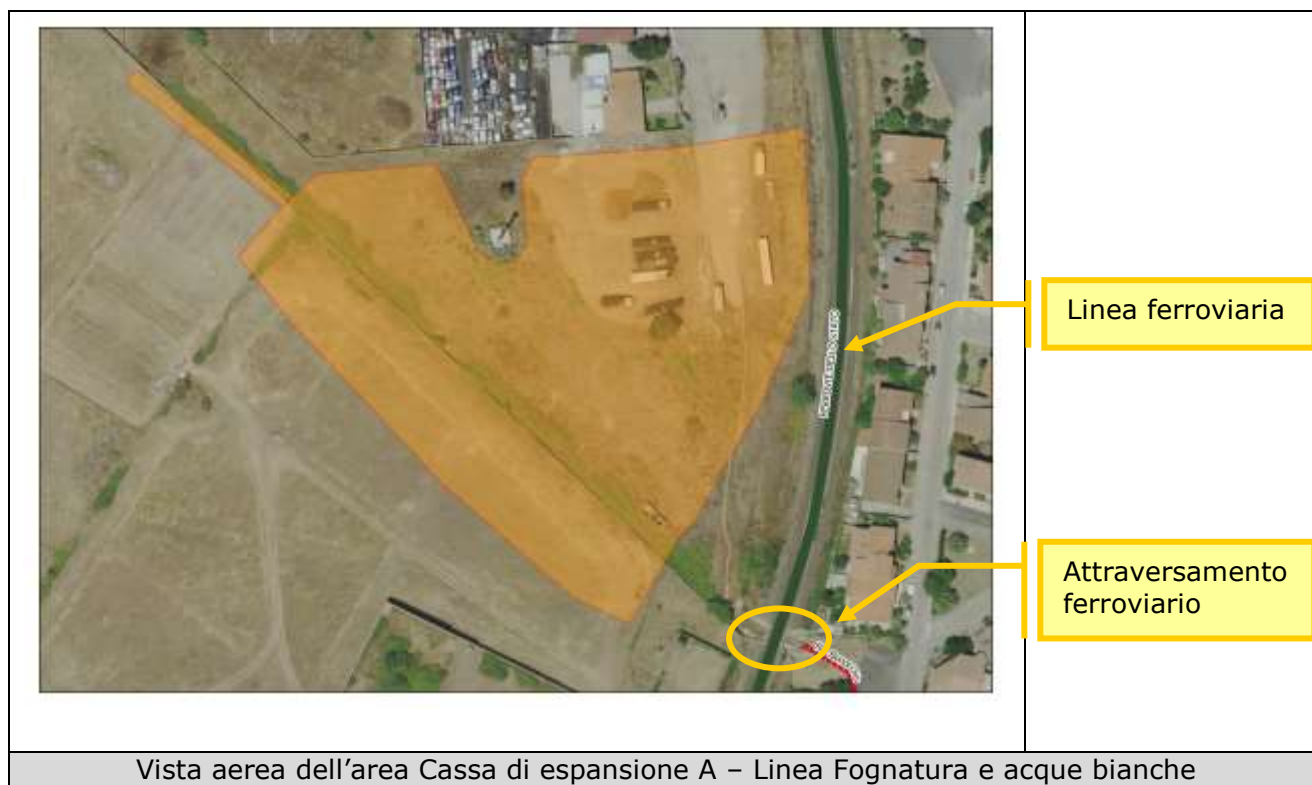 Linea ferroviaria
Attraversamento
ferroviario
Vista aerea dell'area Cassa di espansione A – Linea Fognatura e acque bianche